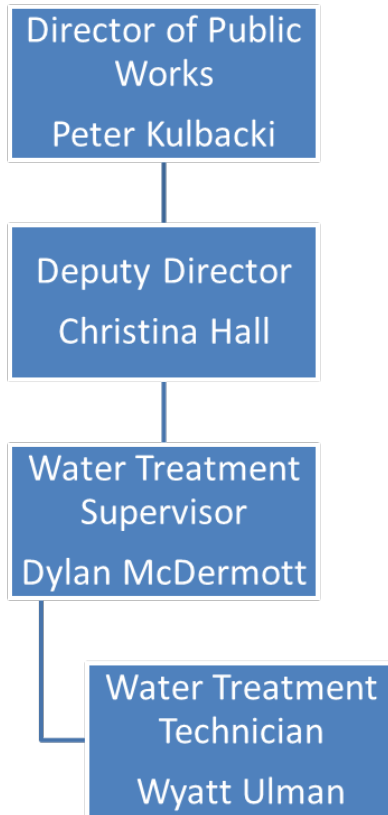 Director of Public
Works
Peter Kulbacki
Deputy Director
Christina Hall
Water Treatment
Supervisor
Dylan McDermott
Water Treatment
Technician
Wyatt Ulman